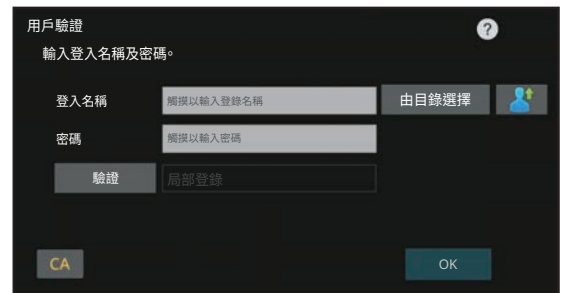 用戶驗證
?
輸入登入名稱及密碼。
登入名稱 觸摸以輸入登錄名稱 由目錄選擇
密碼 觸摸以輸入密碼
驗證 局部登錄
CA OK